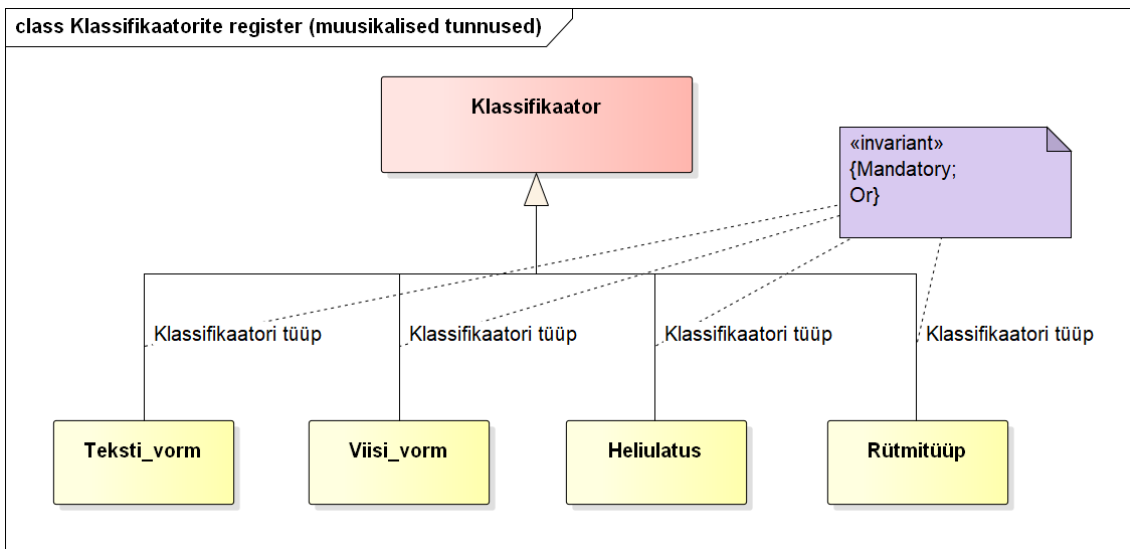 class Klassifikaatorite register (muusikalised tunnused)
Klassifikaator
«invariant»
{Mandatory;
Or}
Klassifikaatori tüüp
Klassifikaatori tüüp
Klassifikaatori tüüp
Klassifikaatori tüüp
Teksti_vorm
Viisi_vorm
Heliulatus
Rütmitüüp